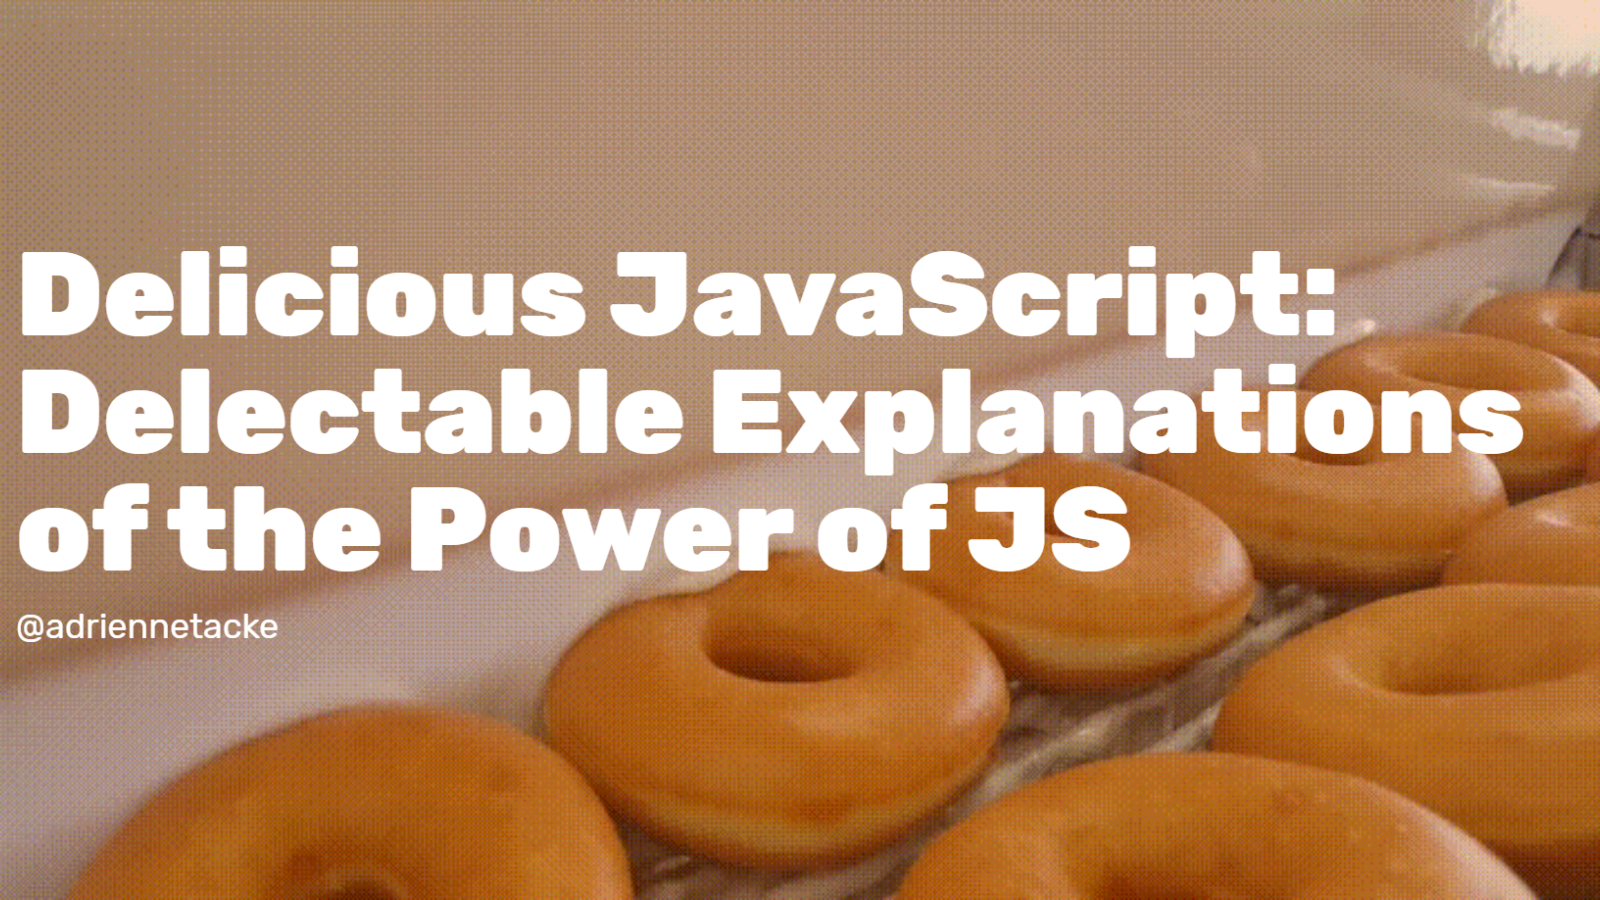 Delicious JavaScript:
Delectable Explanations
of the Power of JS
@adriennetacke